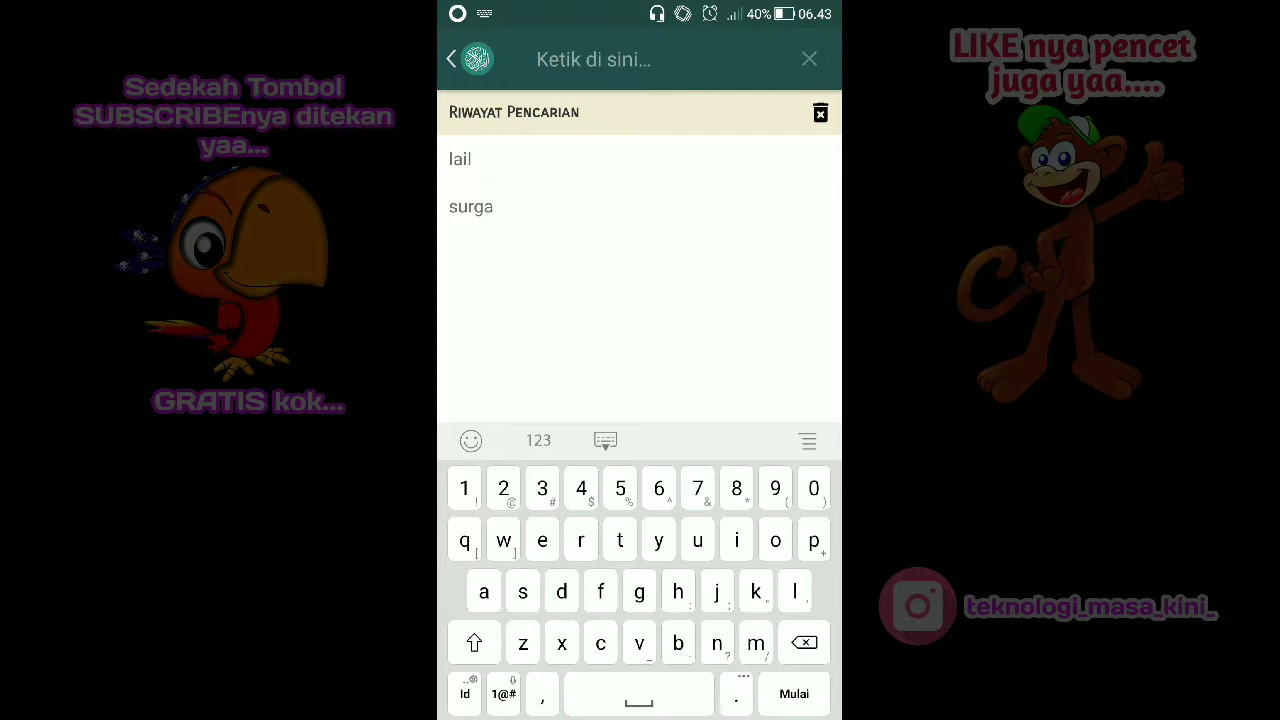 Sedekah Tombol
SUBSCRIBEnya ditekan
yaa...
GRATIS kok...
40% 06.43
Ketik di sini...
RIWAYAT PENCARIAN
lail
surga
123
1 2 3 4 5 6 7 8 9 0
! @ # $ % ^ & * ( )
q w e r t y u i o p
[ ] +
a s d f g h j k l
: ; " '
z x c v b n m
_ . ? /
Id 1@# , . Mulai
LIKE nya pencet
juga yaa....
teknologi_masa_kini_